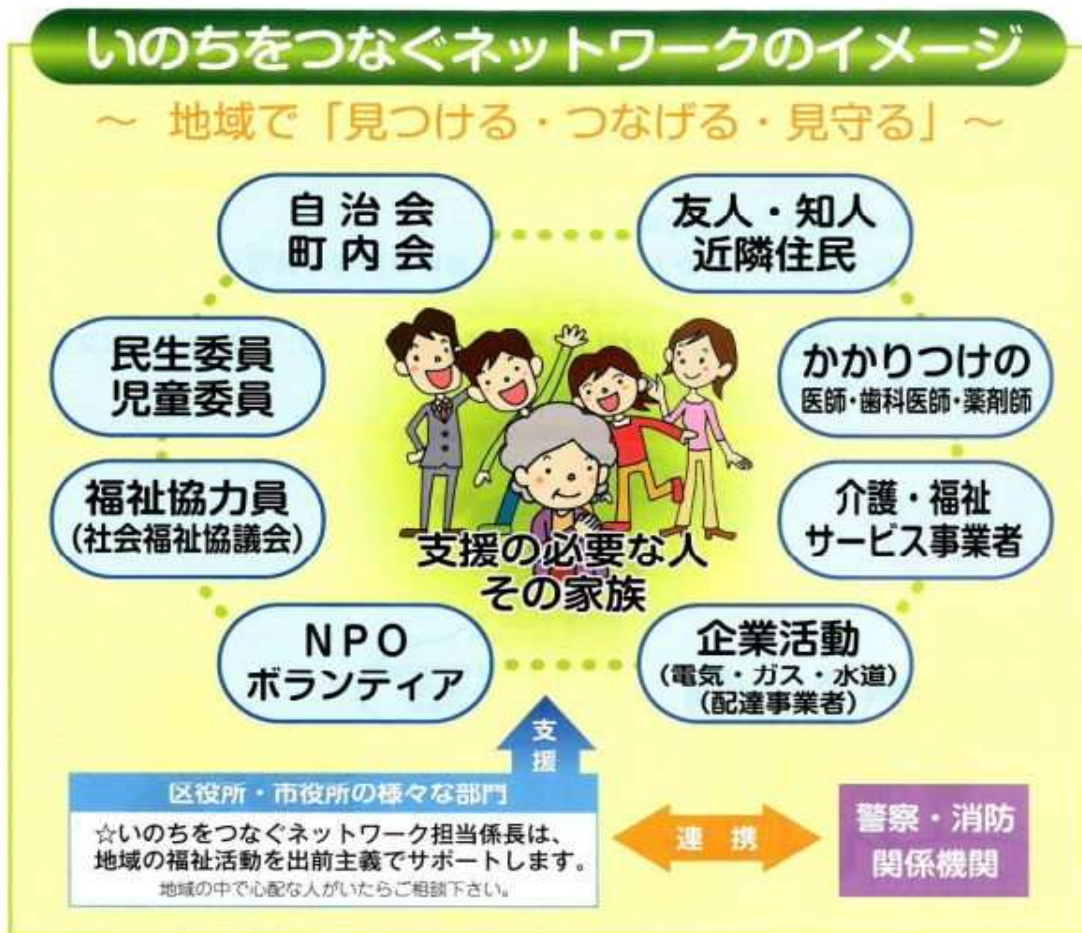 いのちをつなぐネットワークのイメージ
～ 地域で「見つける・つなげる・見守る」～
自治会
町内会
友人・知人
近隣住民
民生委員
児童委員
かかりつけの
医師・歯科医師・薬剤師
福祉協力員
(社会福祉協議会)
介護・福祉
サービス事業者
支援の必要な人
その家族
NPO
ボランティア
企業活動
(電気・ガス・水道)
(配達事業者)
支援
区役所・市役所の様々な部門
☆いのちをつなぐネットワーク担当係長は、
地域の福祉活動を出前主義でサポートします。
地域の中で心配な人がいたらご相談下さい。
連携
警察・消防
関係機関